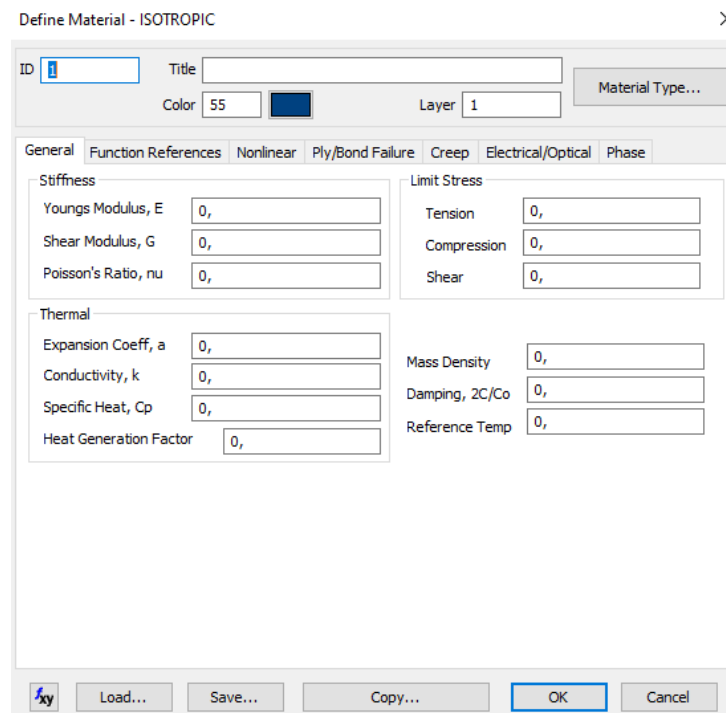 Define Material - ISOTROPIC
ID 1 Title
Material Type...
Color 55 Layer 1
General Function References Nonlinear Ply/Bond Failure Creep Electrical/Optical Phase
Stiffness
Youngs Modulus, E 0,
Shear Modulus, G 0,
Poisson's Ratio, nu 0,
Limit Stress
Tension 0,
Compression 0,
Shear 0,
Thermal
Expansion Coeff, a 0,
Conductivity, k 0,
Specific Heat, Cp 0,
Heat Generation Factor 0,
Mass Density 0,
Damping, 2C/Co 0,
Reference Temp 0,
fxy Load... Save... Copy... OK Cancel